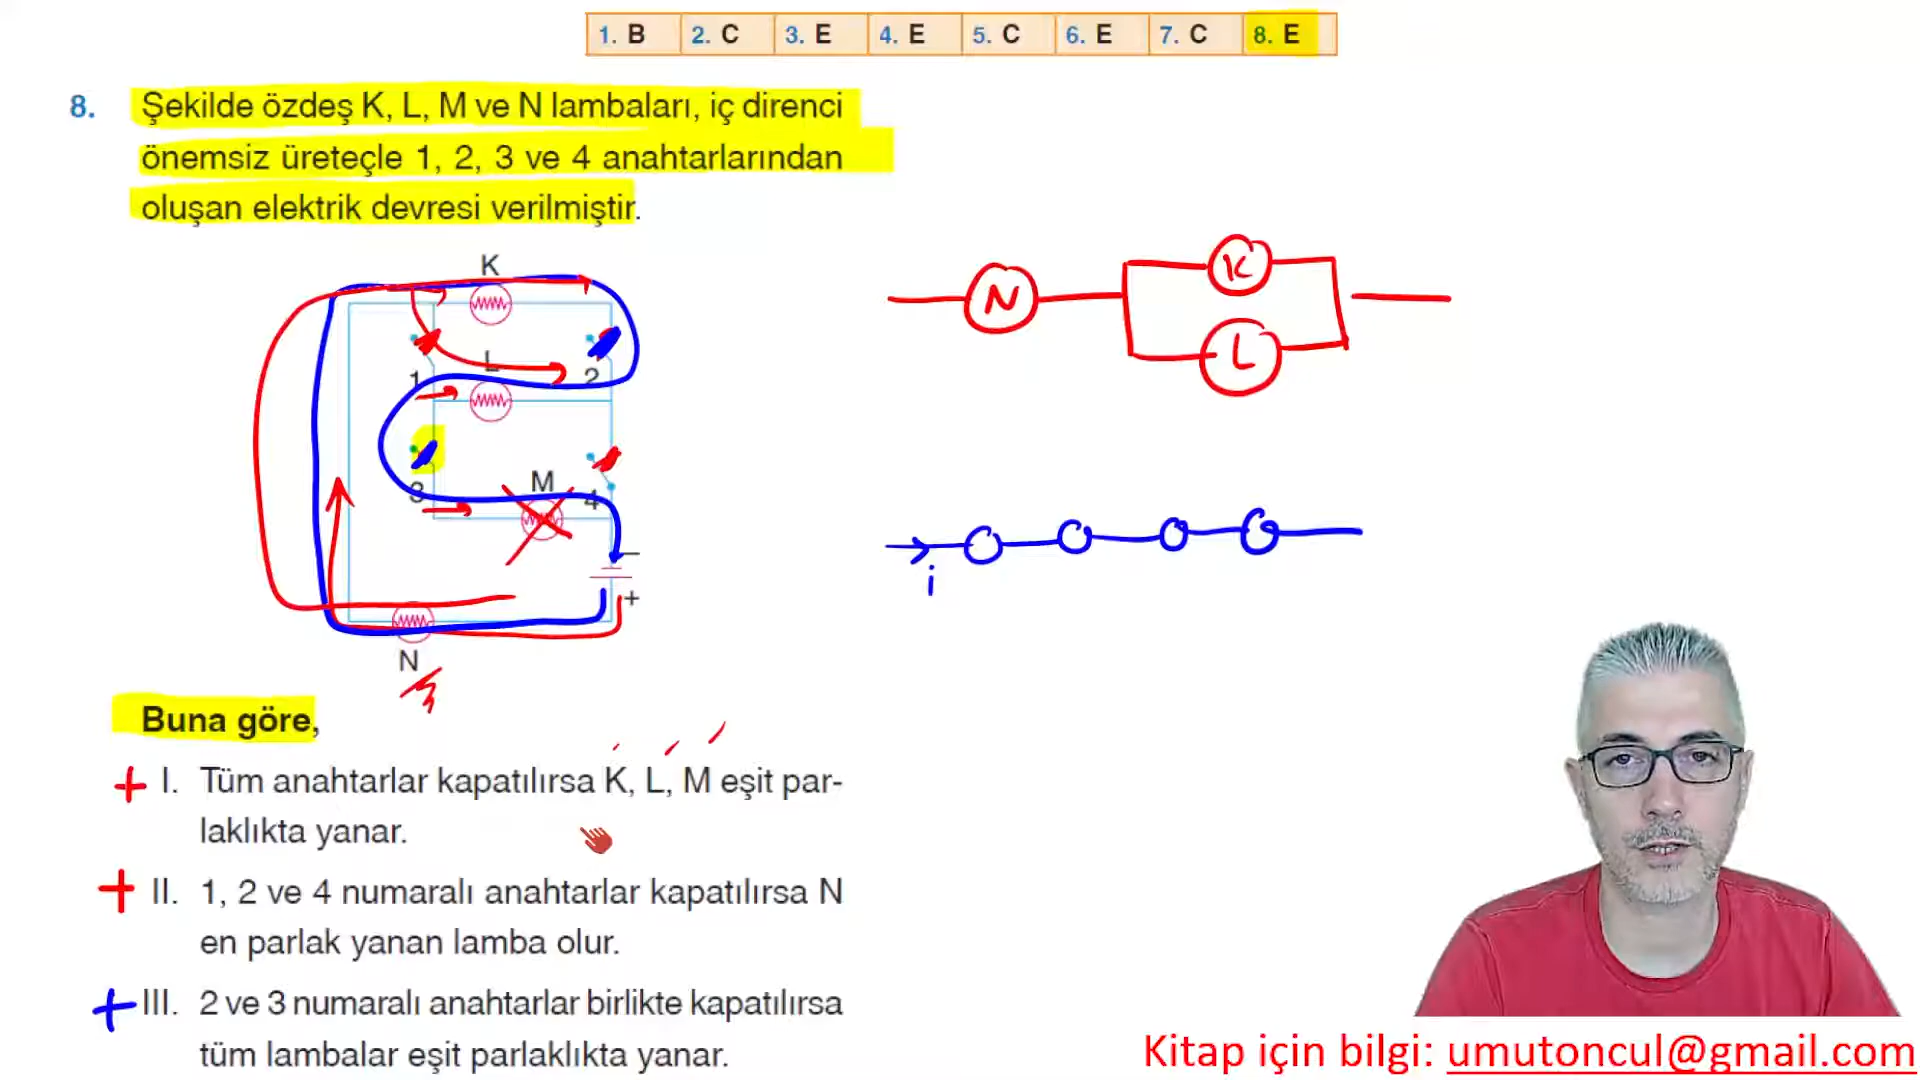 1. B 2. C 3. E 4. E 5. C 6. E 7. C 8. E
8. Şekilde özdeş K, L, M ve N lambaları, iç direnci
önemsiz üreteçle 1, 2, 3 ve 4 anahtarlarından
oluşan elektrik devresi verilmiştir.
K
L
1
2
3
M
4
−
+
N
N
K
L
i
Buna göre,
+ I. Tüm anahtarlar kapatılırsa K, L, M eşit par-
laklıkta yanar.
+ II. 1, 2 ve 4 numaralı anahtarlar kapatılırsa N
en parlak yanan lamba olur.
+ III. 2 ve 3 numaralı anahtarlar birlikte kapatılırsa
tüm lambalar eşit parlaklıkta yanar.
Kitap için bilgi: umutoncul@gmail.com